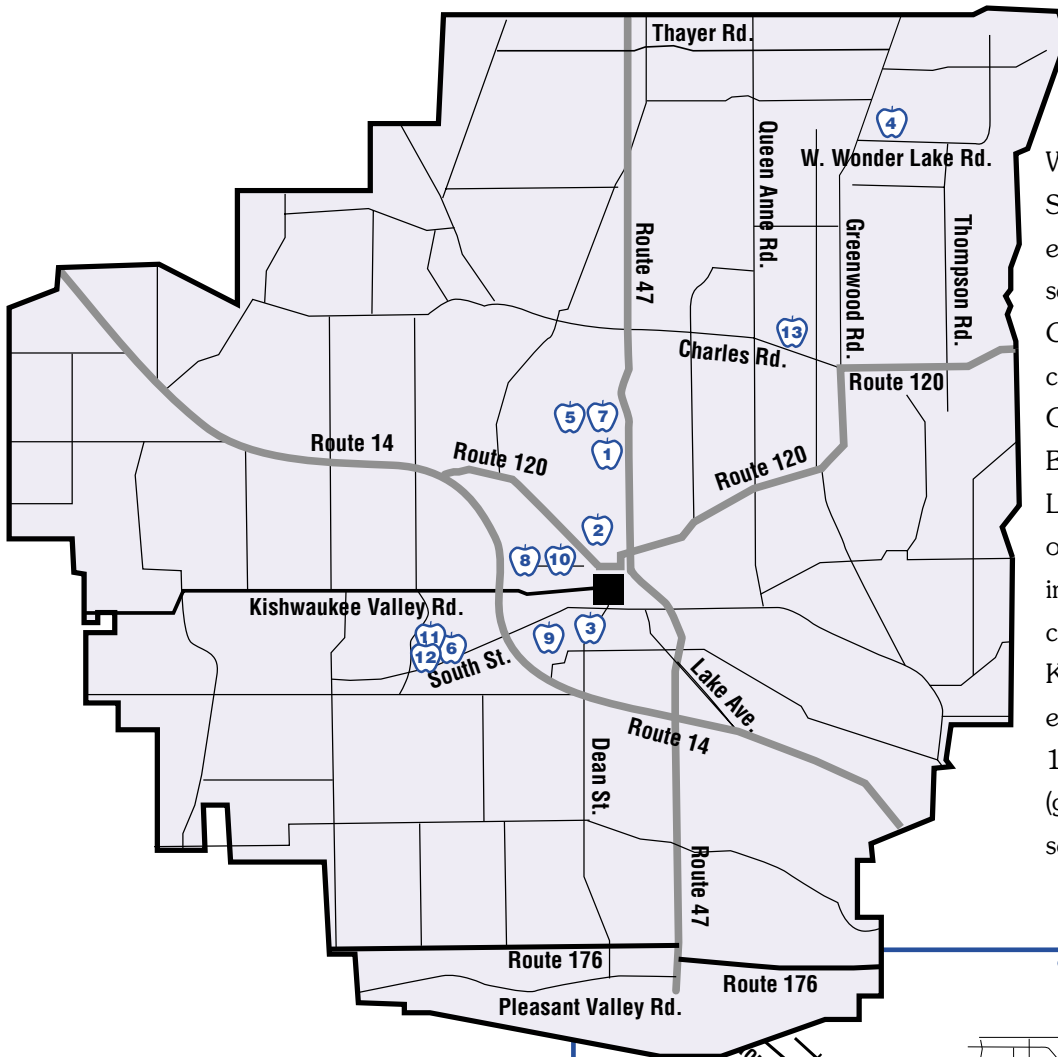 Thayer Rd.
4
W. Wonder Lake Rd.
Queen Anne Rd.
Greenwood Rd.
Thompson Rd.
Route 47
13
Charles Rd.
Route 120
5
7
1
Route 14
Route 120
Route 120
2
8
10
Kishwaukee Valley Rd.
11
12
6
9
3
South St.
Lake Ave.
Route 14
Dean St.
Route 47
Route 176
Route 176
Pleasant Valley Rd.